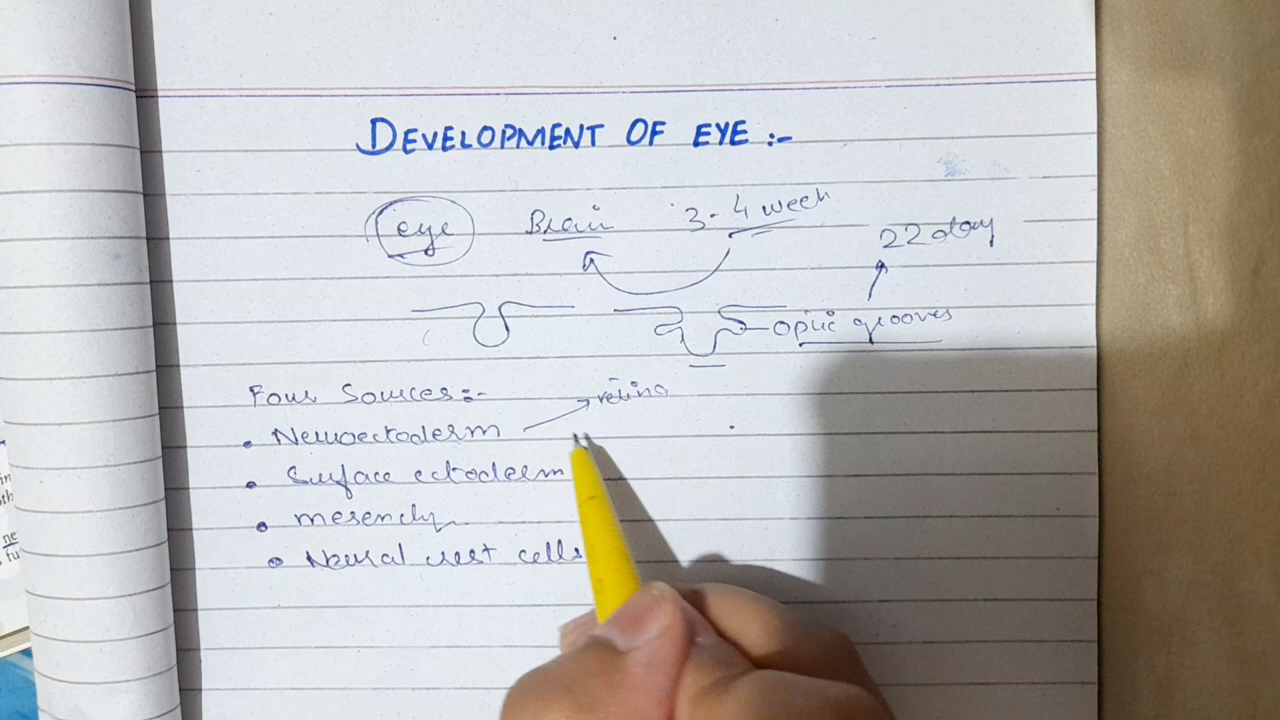 DEVELOPMENT OF EYE :-
eye Brain 3-4 week
22 day
optic grooves
Four Sources :-
retina
• Neuroectoderm
• Surface ectoderm
• mesenchy
• Neural crest cells